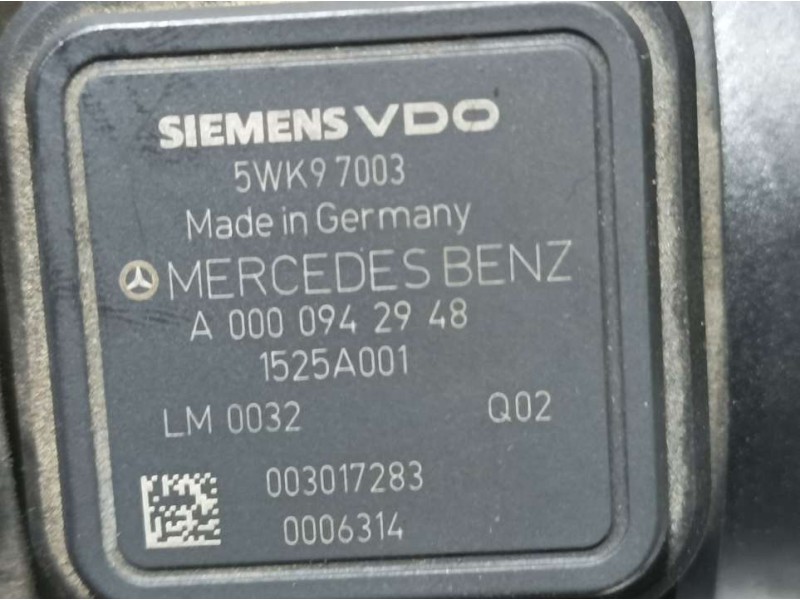 SIEMENS VDO
5WK9 7003
Made in Germany
MERCEDES BENZ
A 000 094 29 48
1525A001
LM 0032 Q02
003017283
0006314